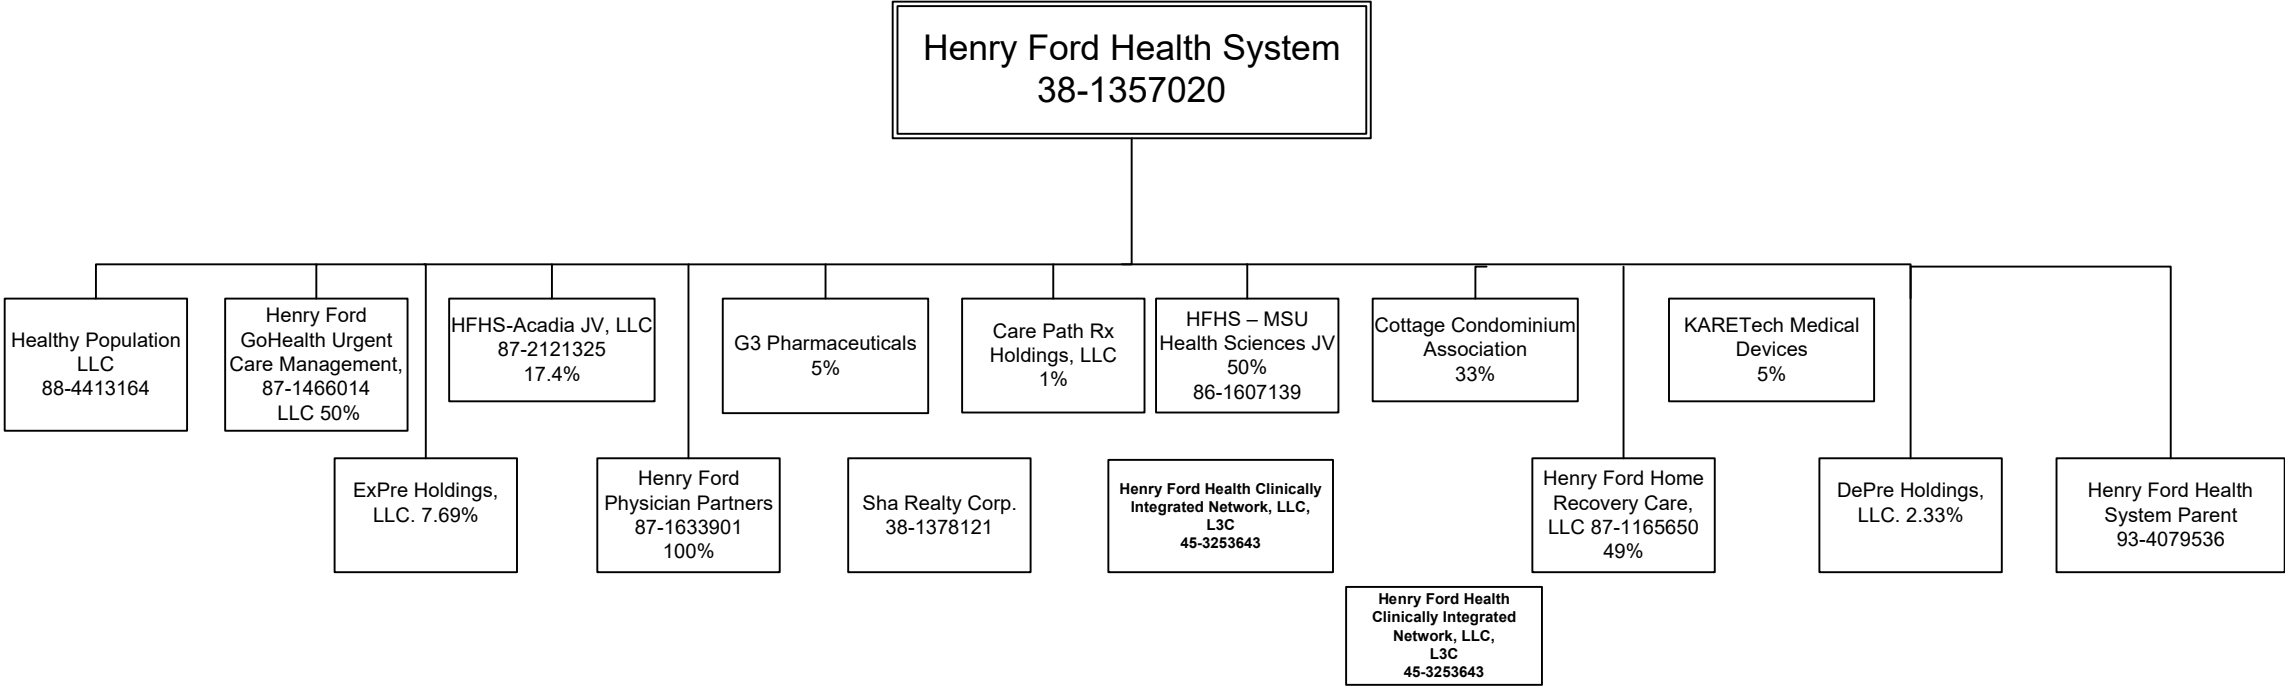 Henry Ford Health System
38-1357020
Healthy Population
LLC
88-4413164
Henry Ford
GoHealth Urgent
Care Management,
87-1466014
LLC 50%
HFHS-Acadia JV, LLC
87-2121325
17.4%
G3 Pharmaceuticals
5%
Care Path Rx
Holdings, LLC
1%
HFHS – MSU
Health Sciences JV
50%
86-1607139
Cottage Condominium
Association
33%
KARETech Medical
Devices
5%
ExPre Holdings,
LLC. 7.69%
Henry Ford
Physician Partners
87-1633901
100%
Sha Realty Corp.
38-1378121
Henry Ford Health Clinically
Integrated Network, LLC,
L3C
45-3253643
Henry Ford Home
Recovery Care,
LLC 87-1165650
49%
DePre Holdings,
LLC. 2.33%
Henry Ford Health
System Parent
93-4079536
Henry Ford Health
Clinically Integrated
Network, LLC,
L3C
45-3253643